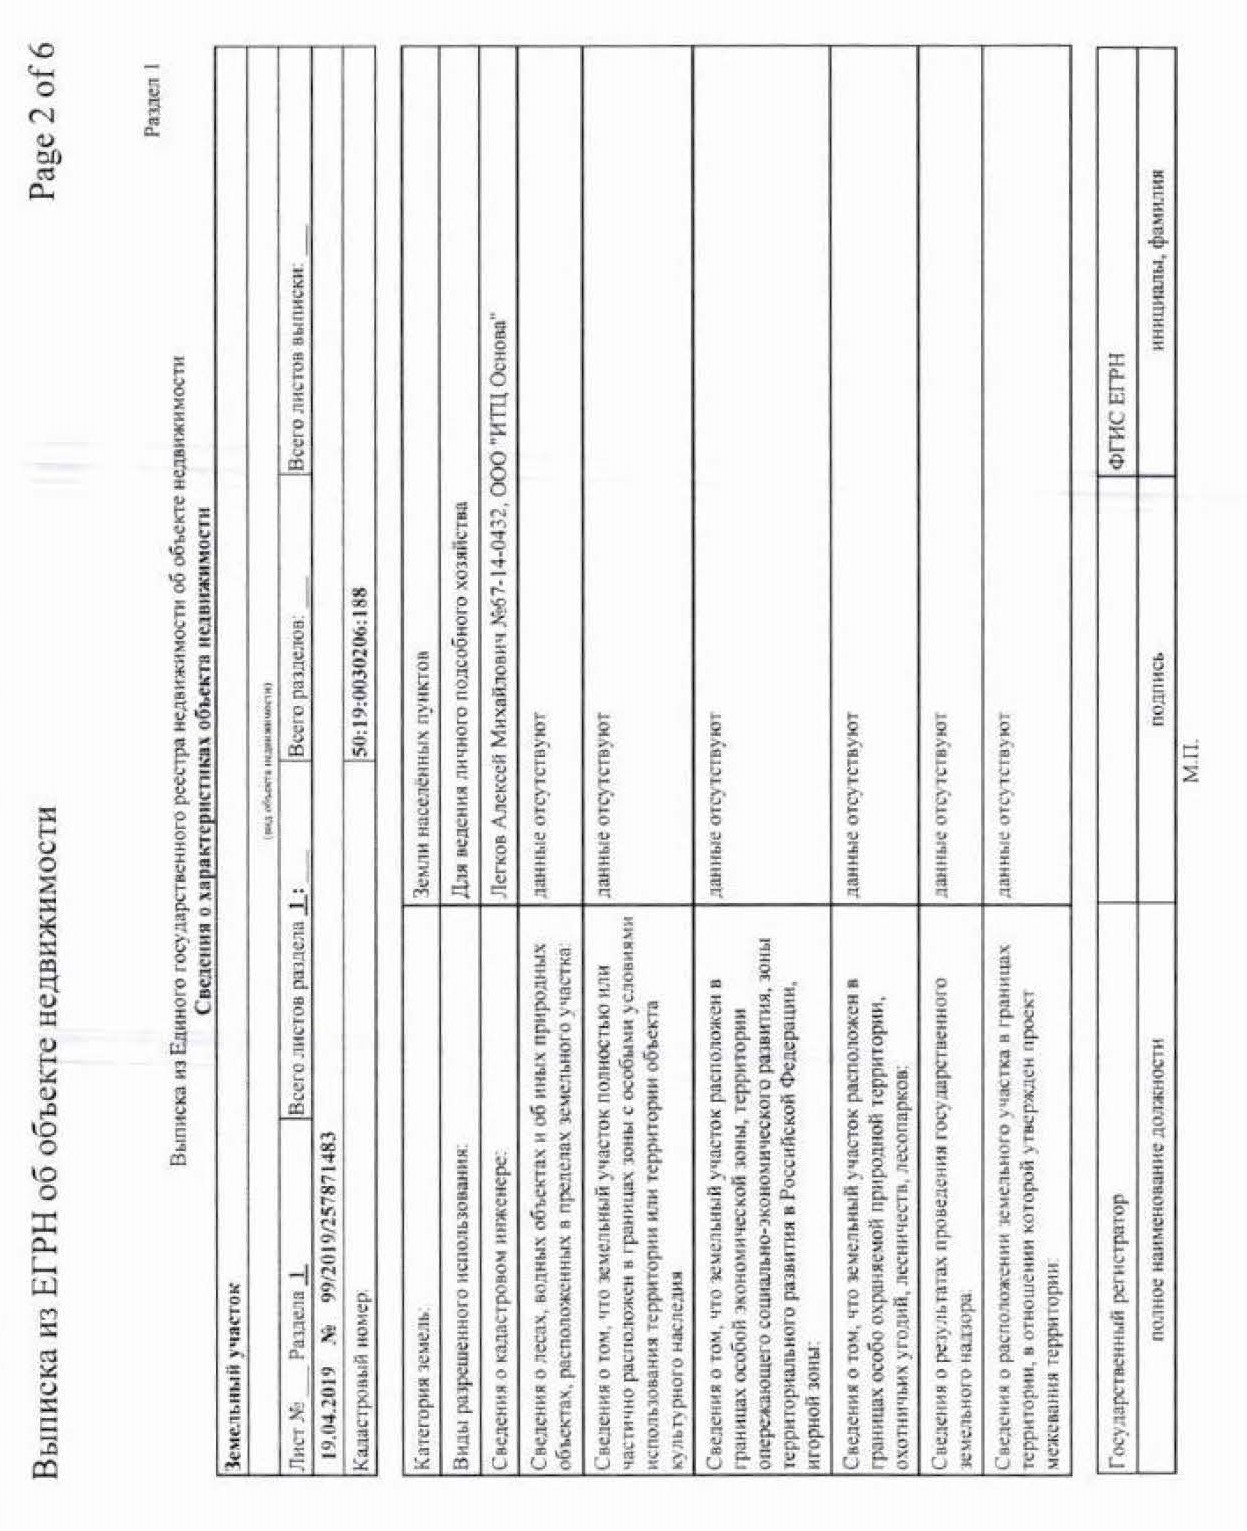 Выписка из ЕГРН об объекте недвижимости Page 2 of 6
Раздел 1
Выписка из Единого государственного реестра недвижимости об объекте недвижимости
Сведения о характеристиках объекта недвижимости
Земельный участок
(вид объекта недвижимости)
Лист № ___ Раздела 1 Всего листов раздела 1: ___ Всего разделов: ___ Всего листов выписки: ___
19.04.2019 № 99/2019/257871483
Кадастровый номер: 50:19:0030206:188
Категория земель: Земли населённых пунктов
Виды разрешенного использования: Для ведения личного подсобного хозяйства
Сведения о кадастровом инженере: Легков Алексей Михайлович №67-14-0432, ООО "ИТЦ Основа"
Сведения о лесах, водных объектах и об иных природных данные отсутствуют
объектах, расположенных в пределах земельного участка:
Сведения о том, что земельный участок полностью или данные отсутствуют
частично расположен в границах зоны с особыми условиями
использования территории или территории объекта
культурного наследия
Сведения о том, что земельный участок расположен в данные отсутствуют
границах особой экономической зоны, территории
опережающего социально-экономического развития, зоны
территориального развития в Российской Федерации,
игорной зоны:
Сведения о том, что земельный участок расположен в данные отсутствуют
границах особо охраняемой природной территории,
охотничьих угодий, лесничеств, лесопарков:
Сведения о результатах проведения государственного данные отсутствуют
земельного надзора:
Сведения о расположении земельного участка в границах данные отсутствуют
территории, в отношении которой утвержден проект
межевания территории:
Государственный регистратор ФГИС ЕГРН
полное наименование должности подпись инициалы, фамилия
М.П.